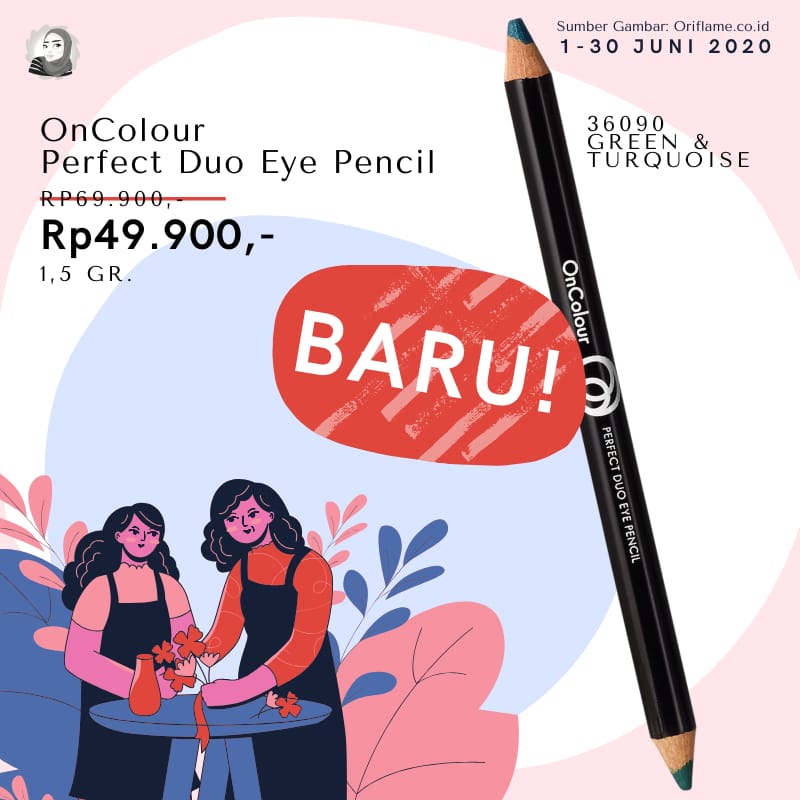 Sumber Gambar: Oriflame.co.id
1-30 JUNI 2020
OnColour
Perfect Duo Eye Pencil
RP69.900,-
Rp49.900,-
1,5 GR.
36090
GREEN &
TURQUOISE
BARU!
OnColour
PERFECT DUO EYE PENCIL